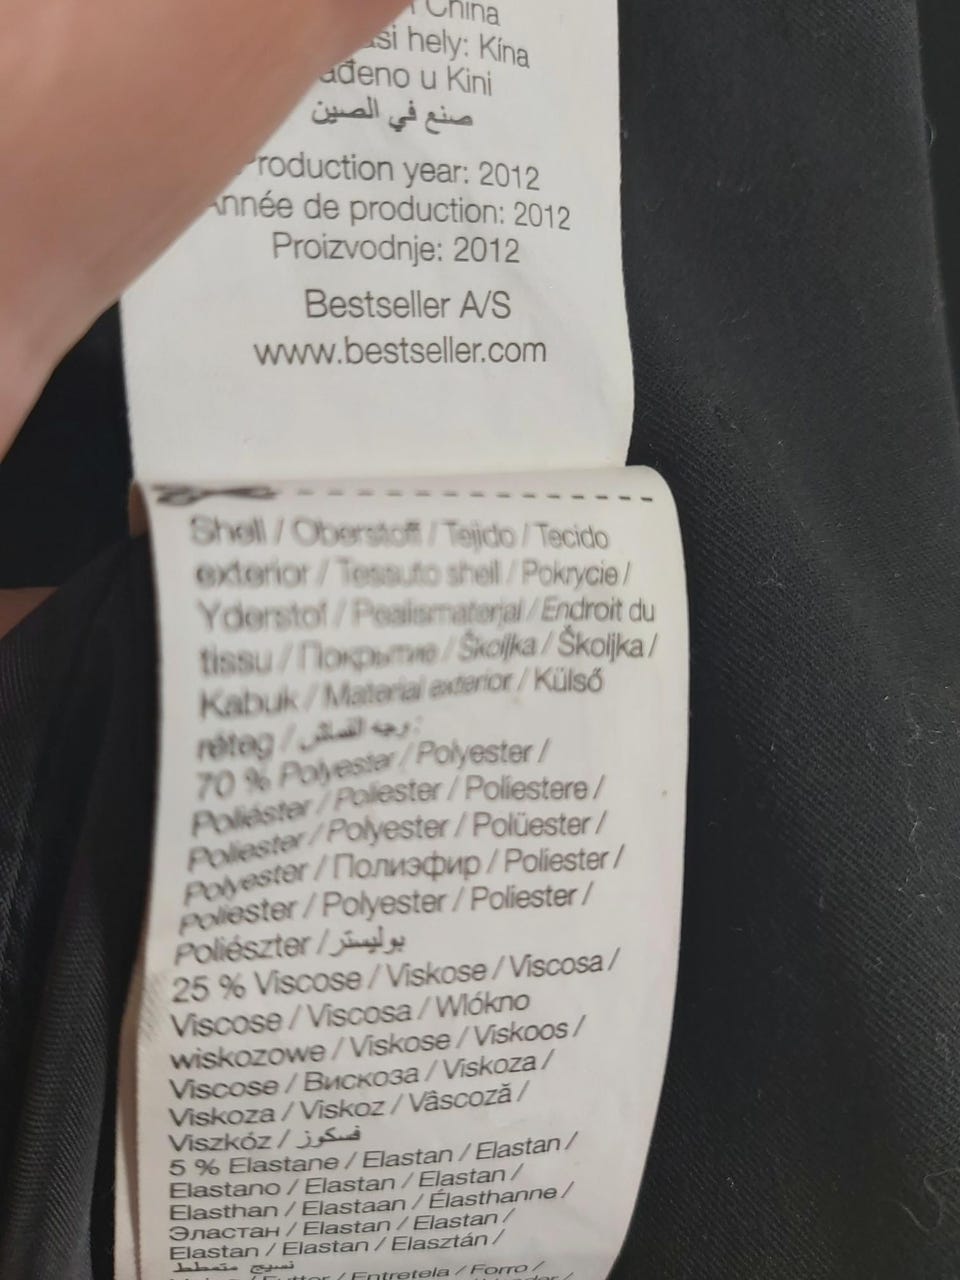 China
si hely: Kína
ađeno u Kini
صنع في الصين
roduction year: 2012
Année de production: 2012
Proizvodnje: 2012
Bestseller A/S
www.bestseller.com
Shell / Oberstoff / Tejido / Tecido
exterior / Tessuto shell / Pokrycie /
Yderstof / Pealismaterjal / Endroit du
tissu / Покрытие / Školjka / Školjka /
Kabuk / Material exterior / Külső
réteg / وجه القماش:
70 % Polyester / Polyester /
Poliéster / Poliester / Poliestere /
Poliester / Polyester / Polüester /
Polyester / Полиэфир / Poliester /
Poliester / Polyester / Poliester /
Poliészter / بوليستر
25 % Viscose / Viskose / Viscosa /
Viscose / Viscosa / Wlókno
wiskozowe / Viskose / Viskoos /
Viscose / Вискоза / Viskoza /
Viskoza / Viskoz / Vâscoză /
Viszkóz / فسكوز
5 % Elastane / Elastan / Elastan /
Elastano / Elastan / Elastan /
Elasthan / Elastaan / Élasthanne /
Эластан / Elastan / Elastan /
Elastan / Elastan / Elasztán /
نسيج متمطط
Futter / Entretela / Forro /